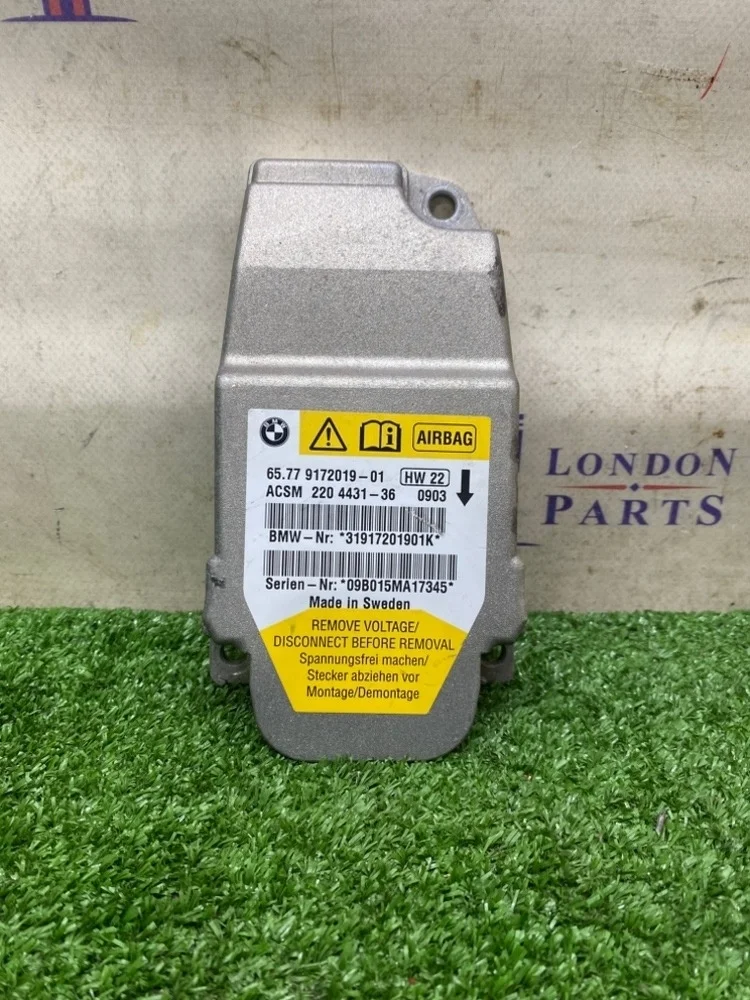 BMW
AIRBAG
65.77 9172019-01 HW 22
ACSM 220 4431-36 0903
BMW-Nr: *31917201901K*
Serien-Nr: *09B015MA17345*
Made in Sweden
REMOVE VOLTAGE/
DISCONNECT BEFORE REMOVAL
Spannungsfrei machen/
Stecker abziehen vor
Montage/Demontage
LONDON
PARTS